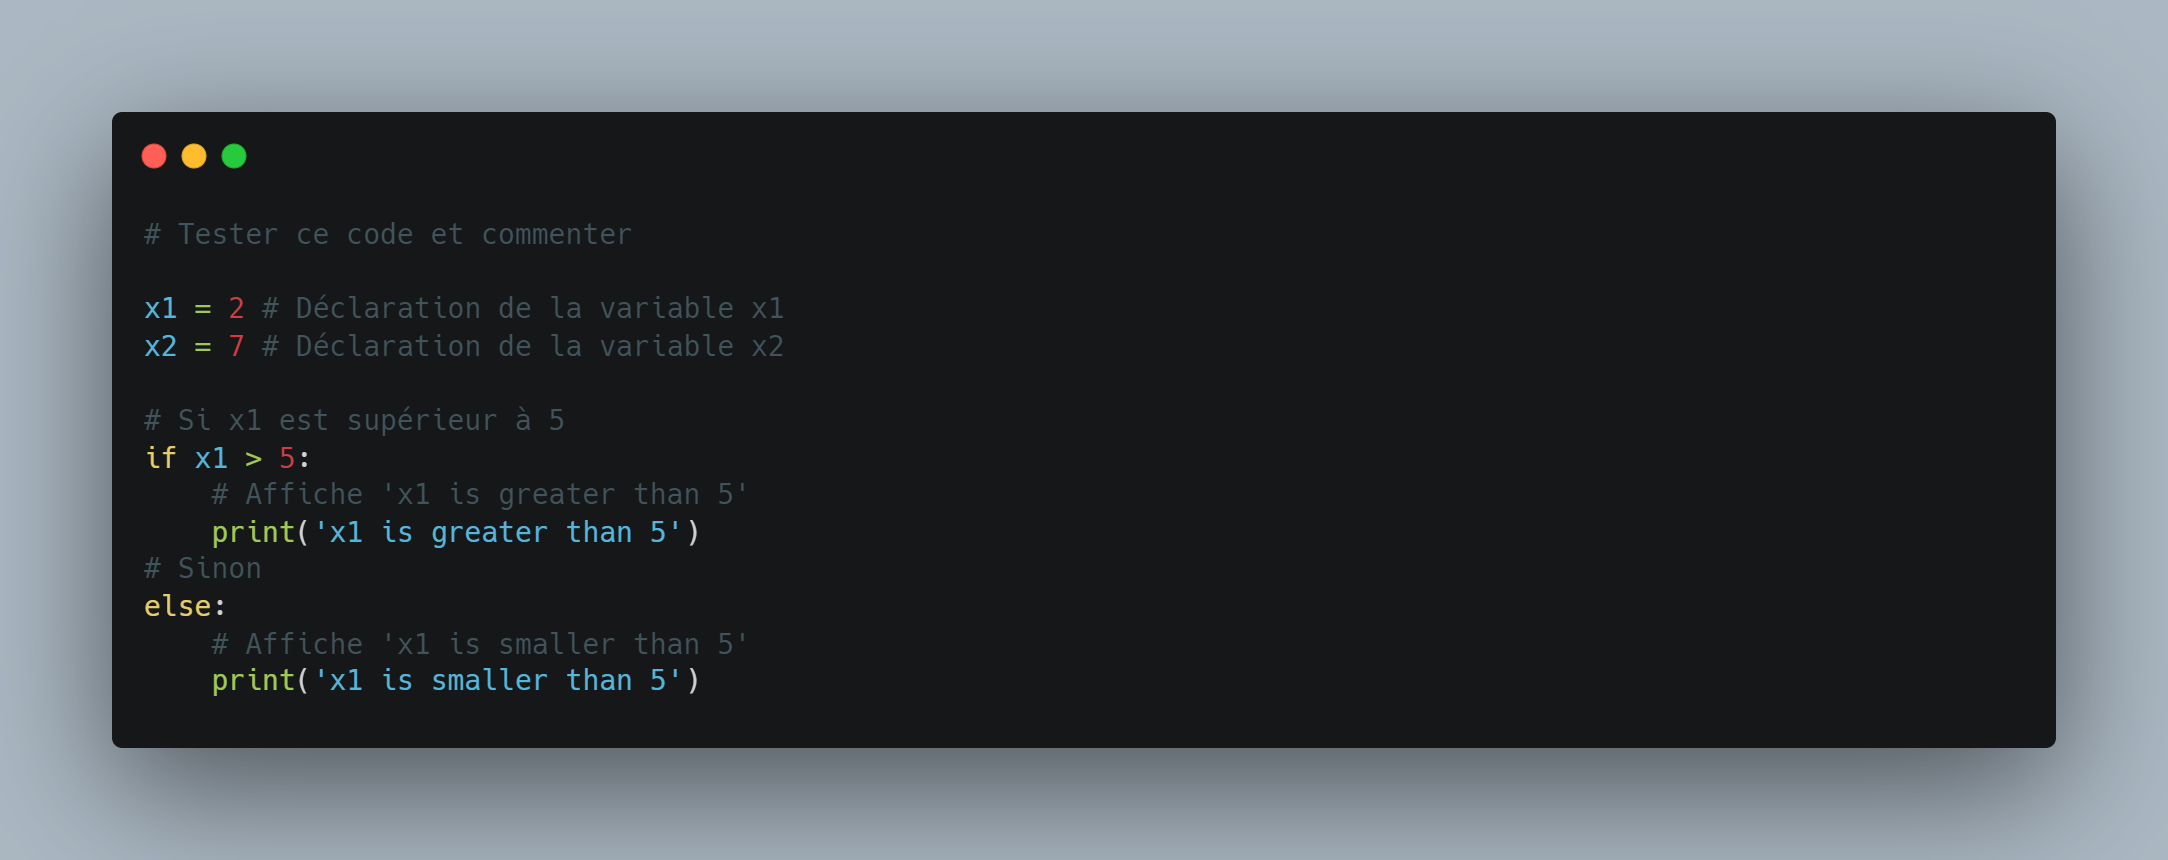 # Tester ce code et commenter
x1 = 2 # Déclaration de la variable x1
x2 = 7 # Déclaration de la variable x2
# Si x1 est supérieur à 5
if x1 > 5:
    # Affiche 'x1 is greater than 5'
    print('x1 is greater than 5')
# Sinon
else:
    # Affiche 'x1 is smaller than 5'
    print('x1 is smaller than 5')